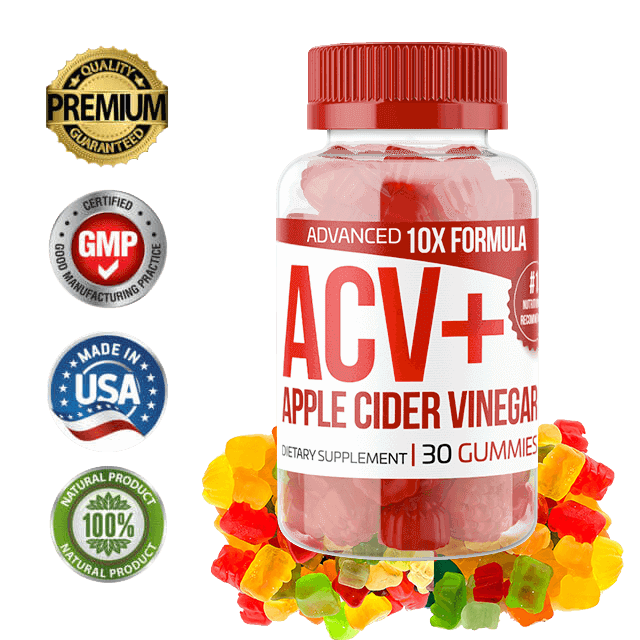 QUALITY
PREMIUM
GUARANTEED
CERTIFIED
GMP
GOOD MANUFACTURING PRACTICE
MADE IN
USA
NATURAL PRODUCT
100%
NATURAL PRODUCT
ADVANCED 10X FORMULA
ACV+
#1
APPLE CIDER VINEGAR
DIETARY SUPPLEMENT | 30 GUMMIES